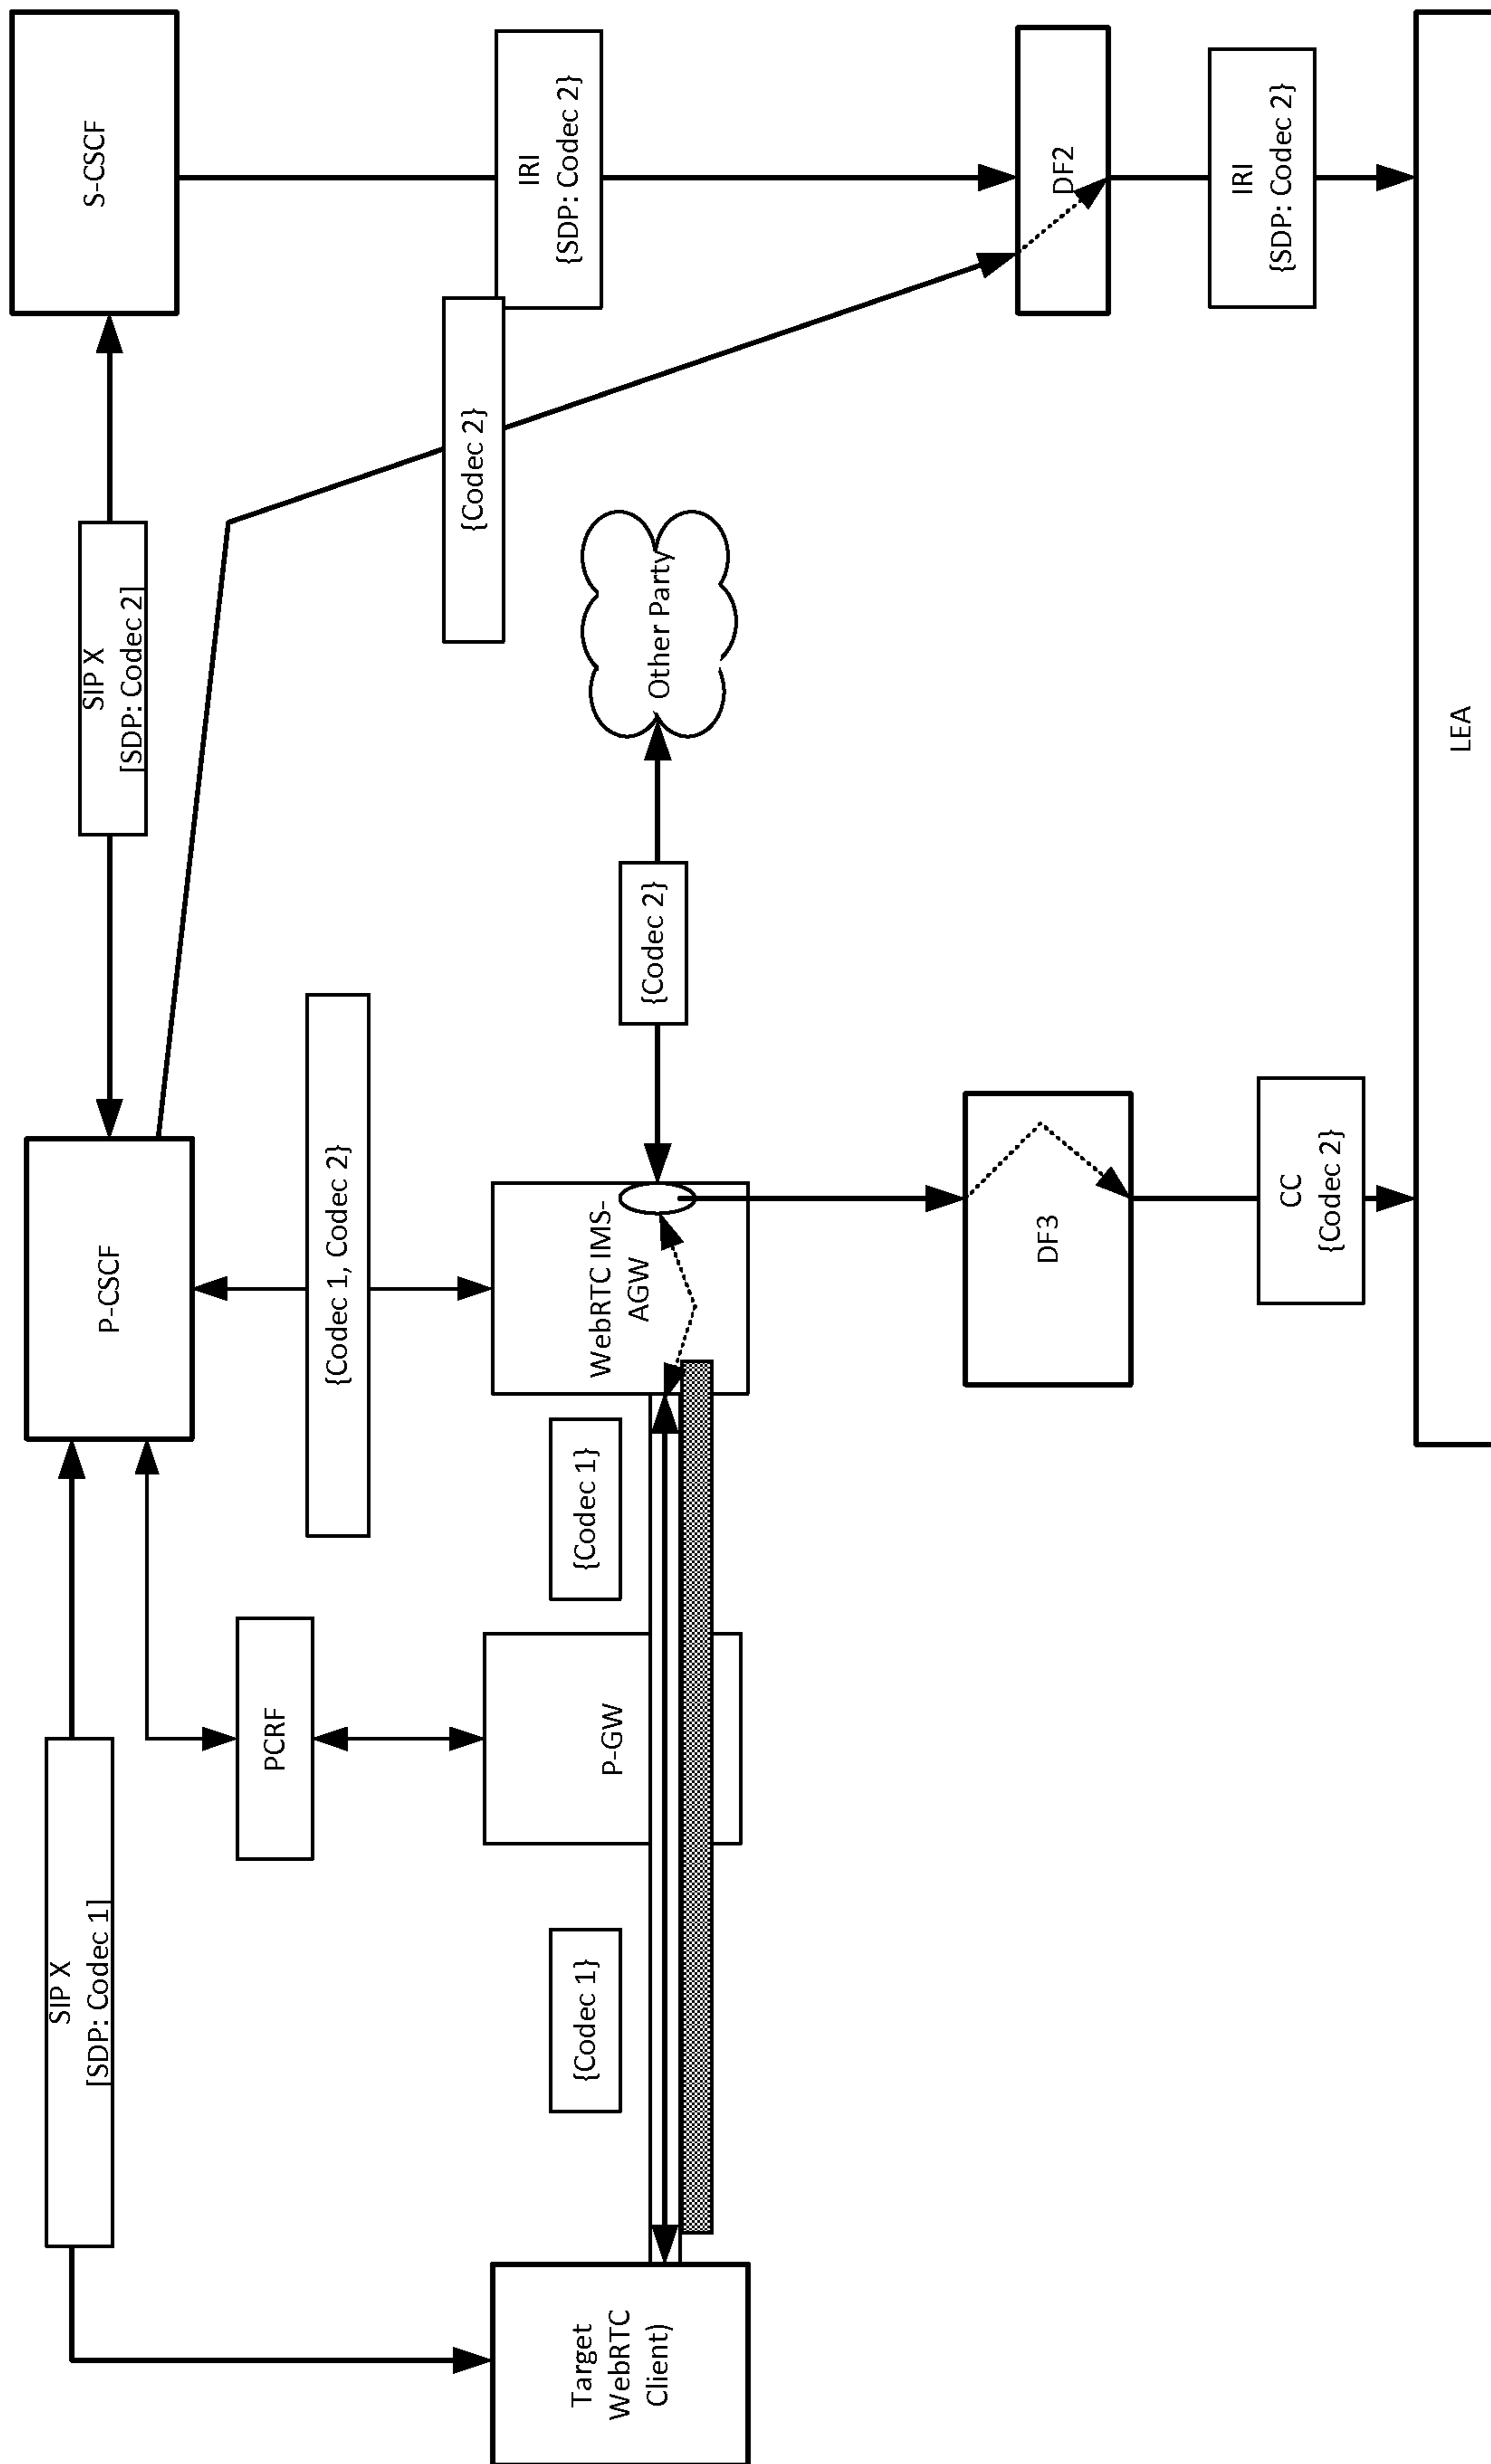 SIP X
[SDP: Codec 1]
P-CSCF
SIP X
[SDP: Codec 2]
S-CSCF
PCRF
{Codec 1, Codec 2}
{Codec 2}
IRI
{SDP: Codec 2}
Target
WebRTC
Client)
{Codec 1}
P-GW
{Codec 1}
WebRTC IMS-
AGW
{Codec 2}
Other Party
DF3
DF2
CC
{Codec 2}
IRI
{SDP: Codec 2}
LEA